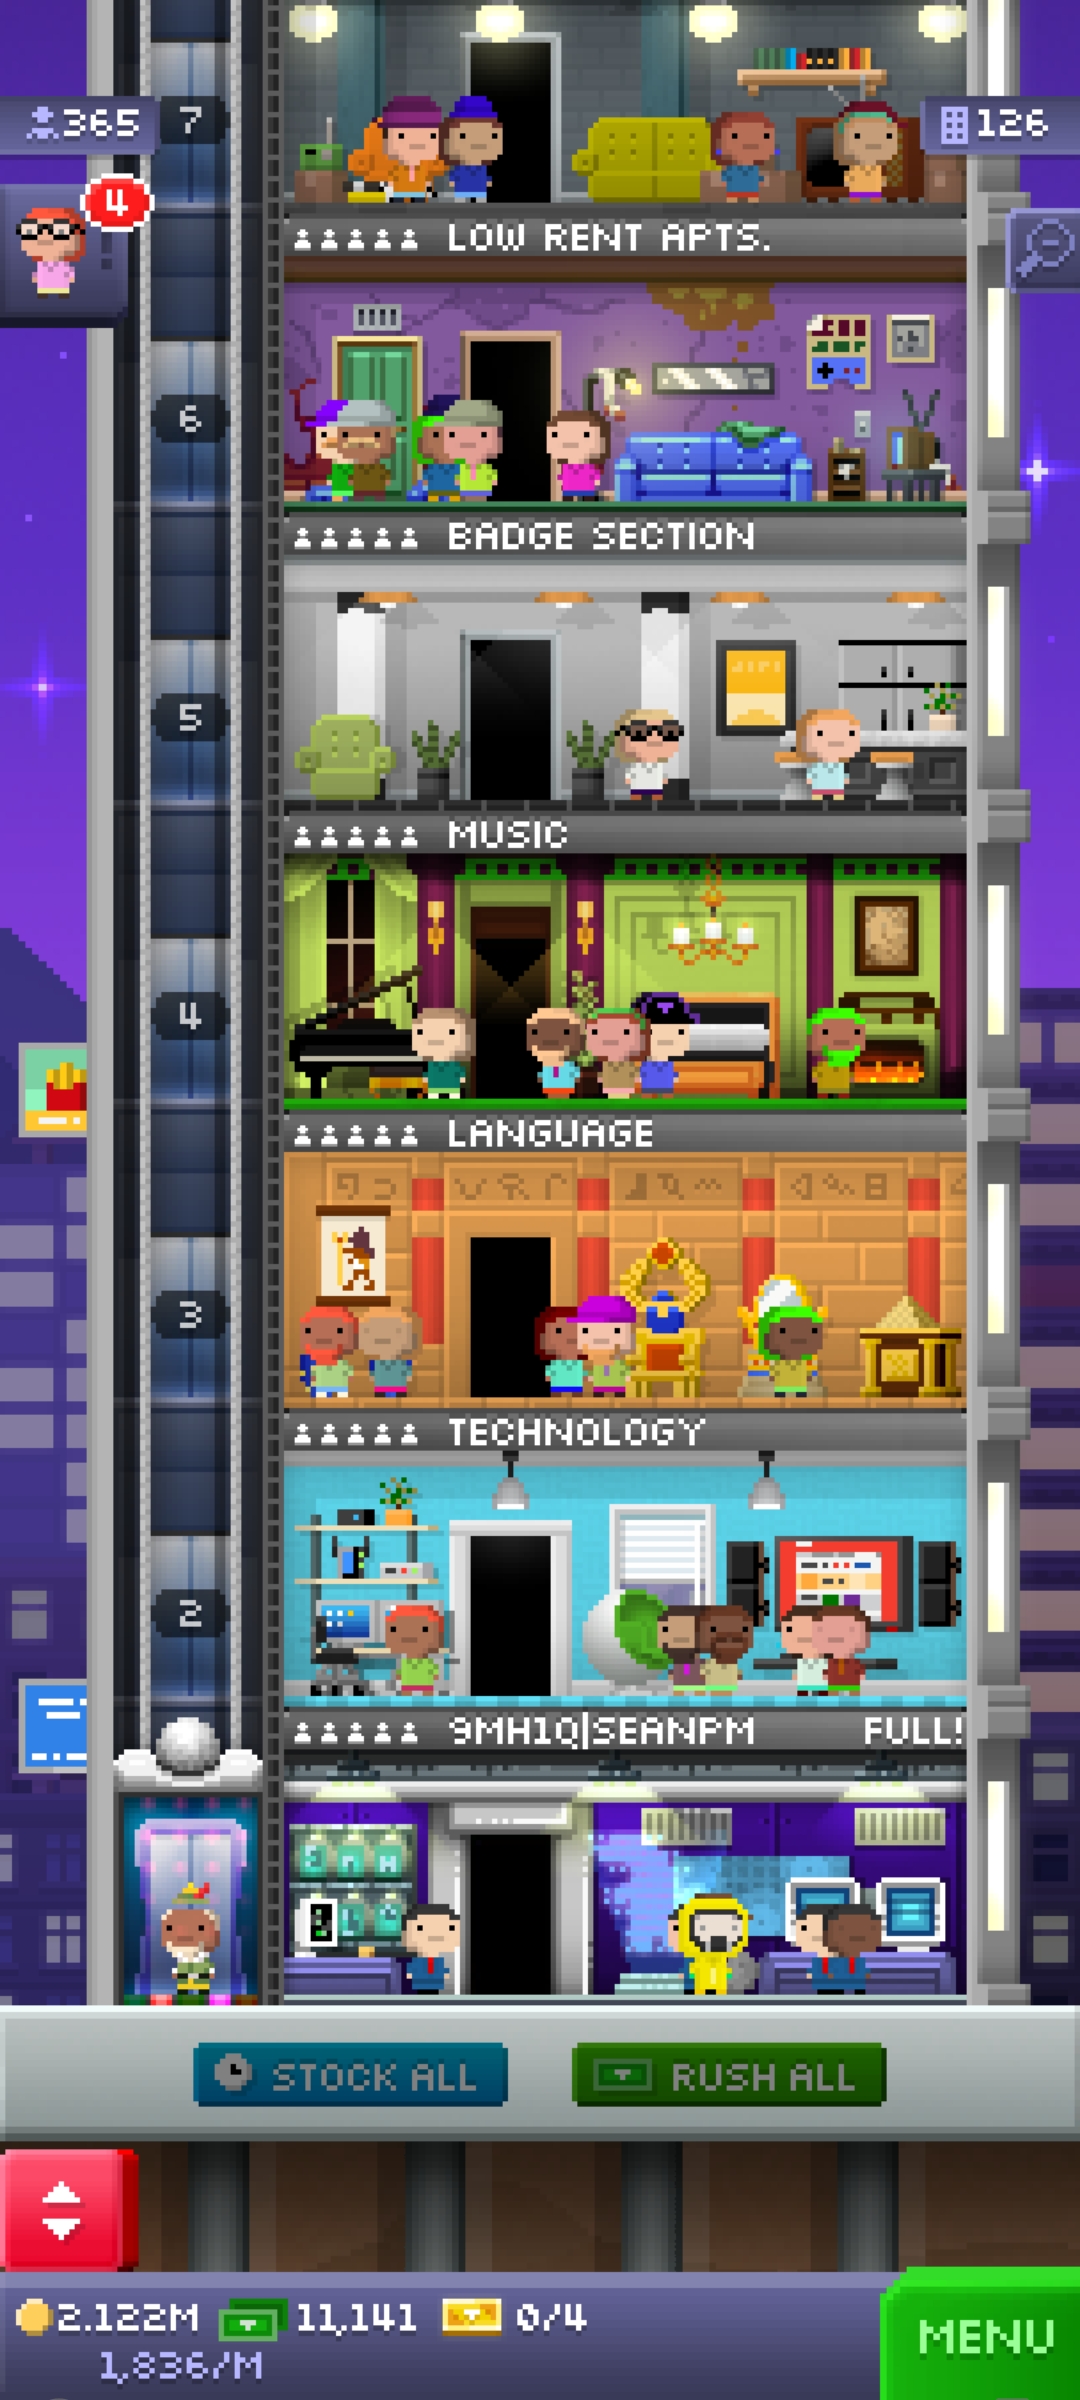 7
365
126
4
LOW RENT APTS.
6
BADGE SECTION
5
MUSIC
4
LANGUAGE
3
TECHNOLOGY
2
9MH1Q|SEANPM FULL!
STOCK ALL
RUSH ALL
2.122M 11,141 0/4
1,836/M
MENU